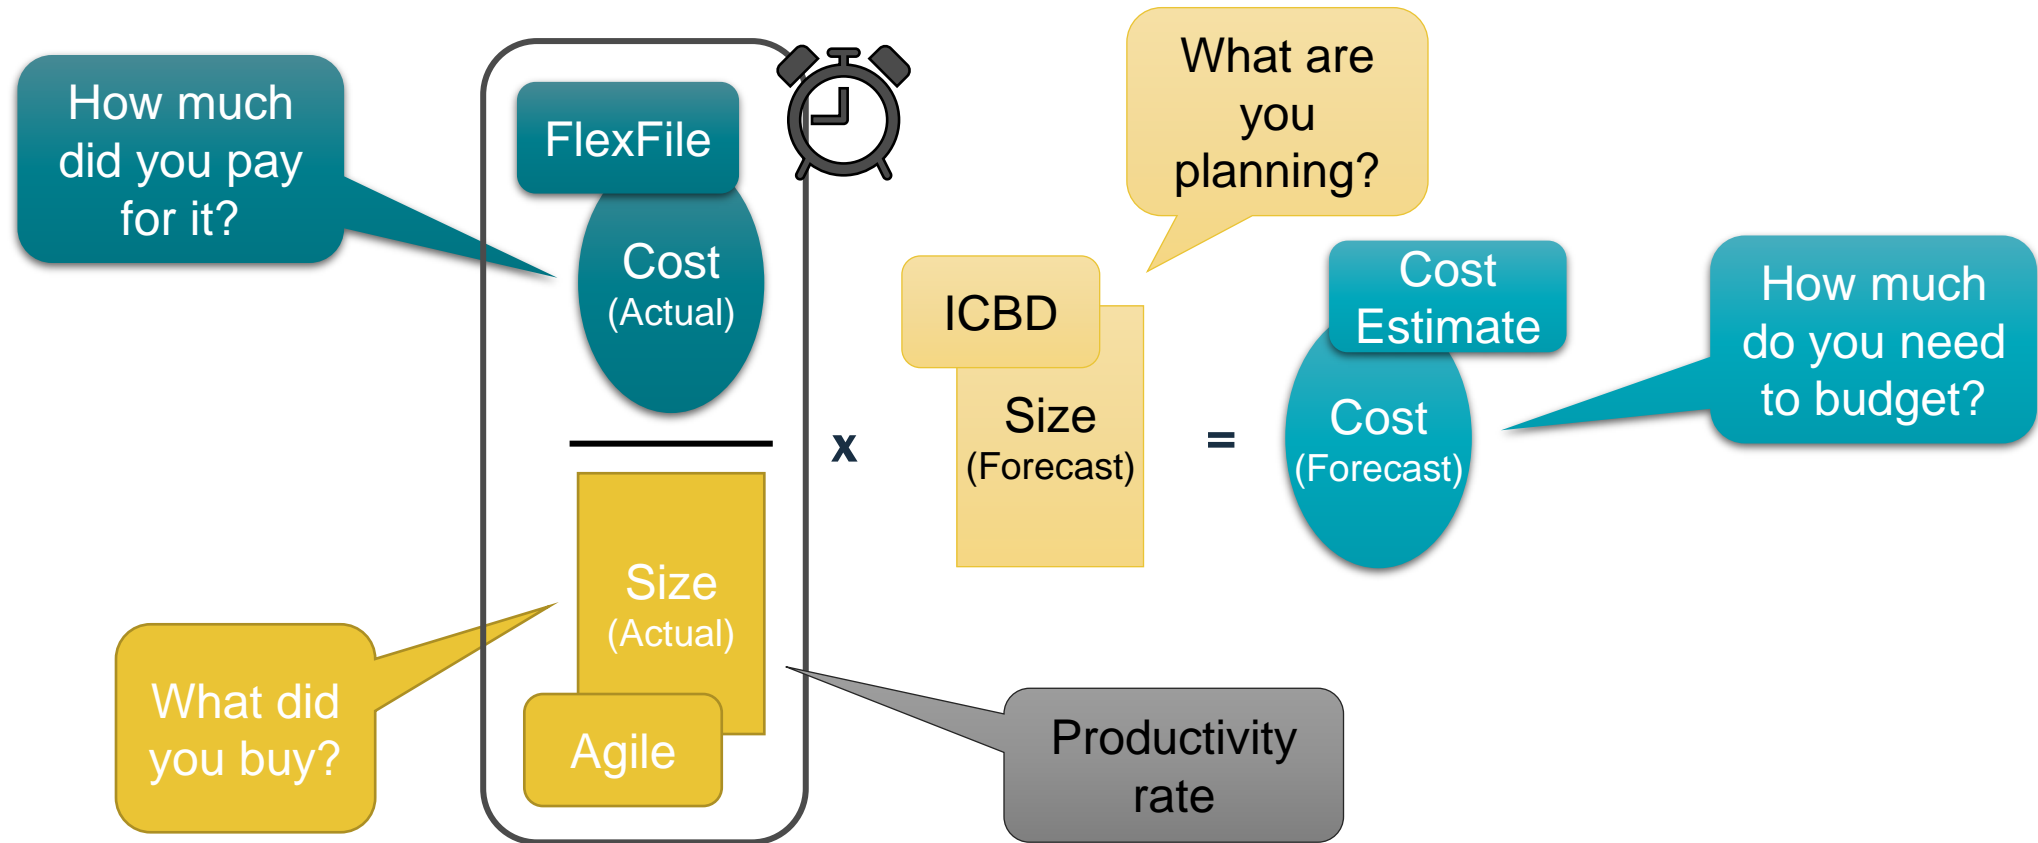 How much
did you pay
for it?
FlexFile
Cost
(Actual)
What are
you
planning?
ICBD
Size
(Forecast)
x
=
Cost
Estimate
Cost
(Forecast)
How much
do you need
to budget?
Size
(Actual)
Agile
What did
you buy?
Productivity
rate